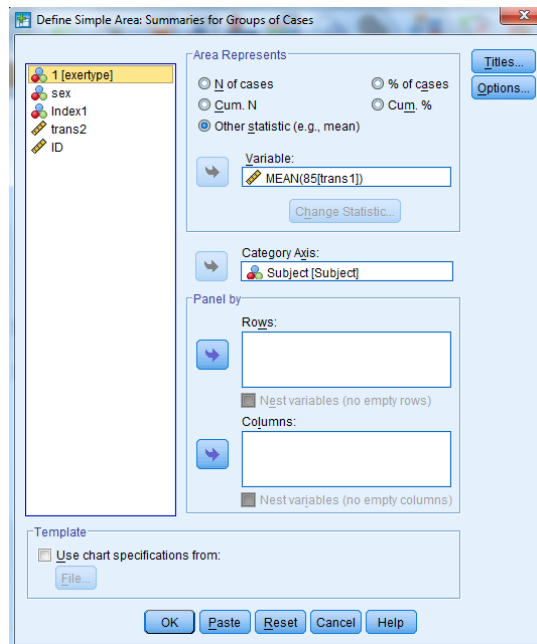 Define Simple Area: Summaries for Groups of Cases
1 [exertype]
sex
Index1
trans2
ID
Area Represents
N of cases
% of cases
Cum. N
Cum. %
Other statistic (e.g., mean)
Variable:
MEAN(85[trans1])
Change Statistic...
Category Axis:
Subject [Subject]
Panel by
Rows:
Nest variables (no empty rows)
Columns:
Nest variables (no empty columns)
Titles...
Options...
Template
Use chart specifications from:
File...
OK Paste Reset Cancel Help